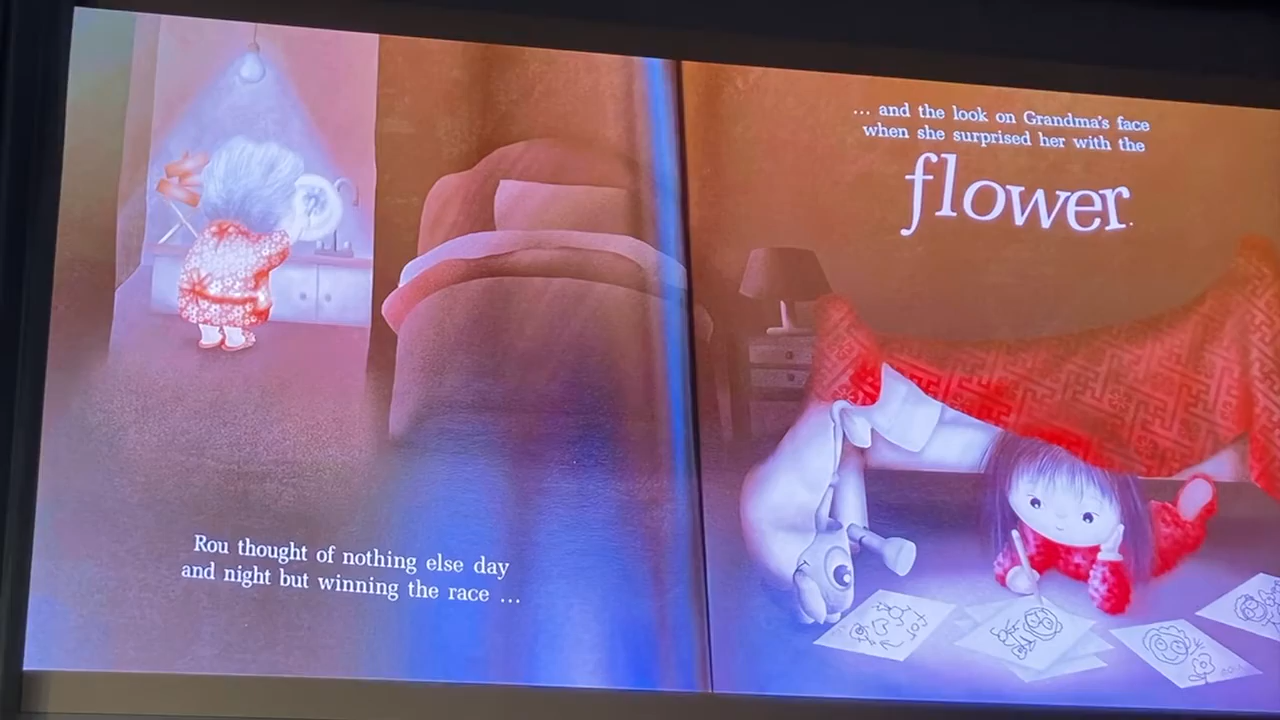 Rou thought of nothing else day
and night but winning the race ...
... and the look on Grandma's face
when she surprised her with the
flower.